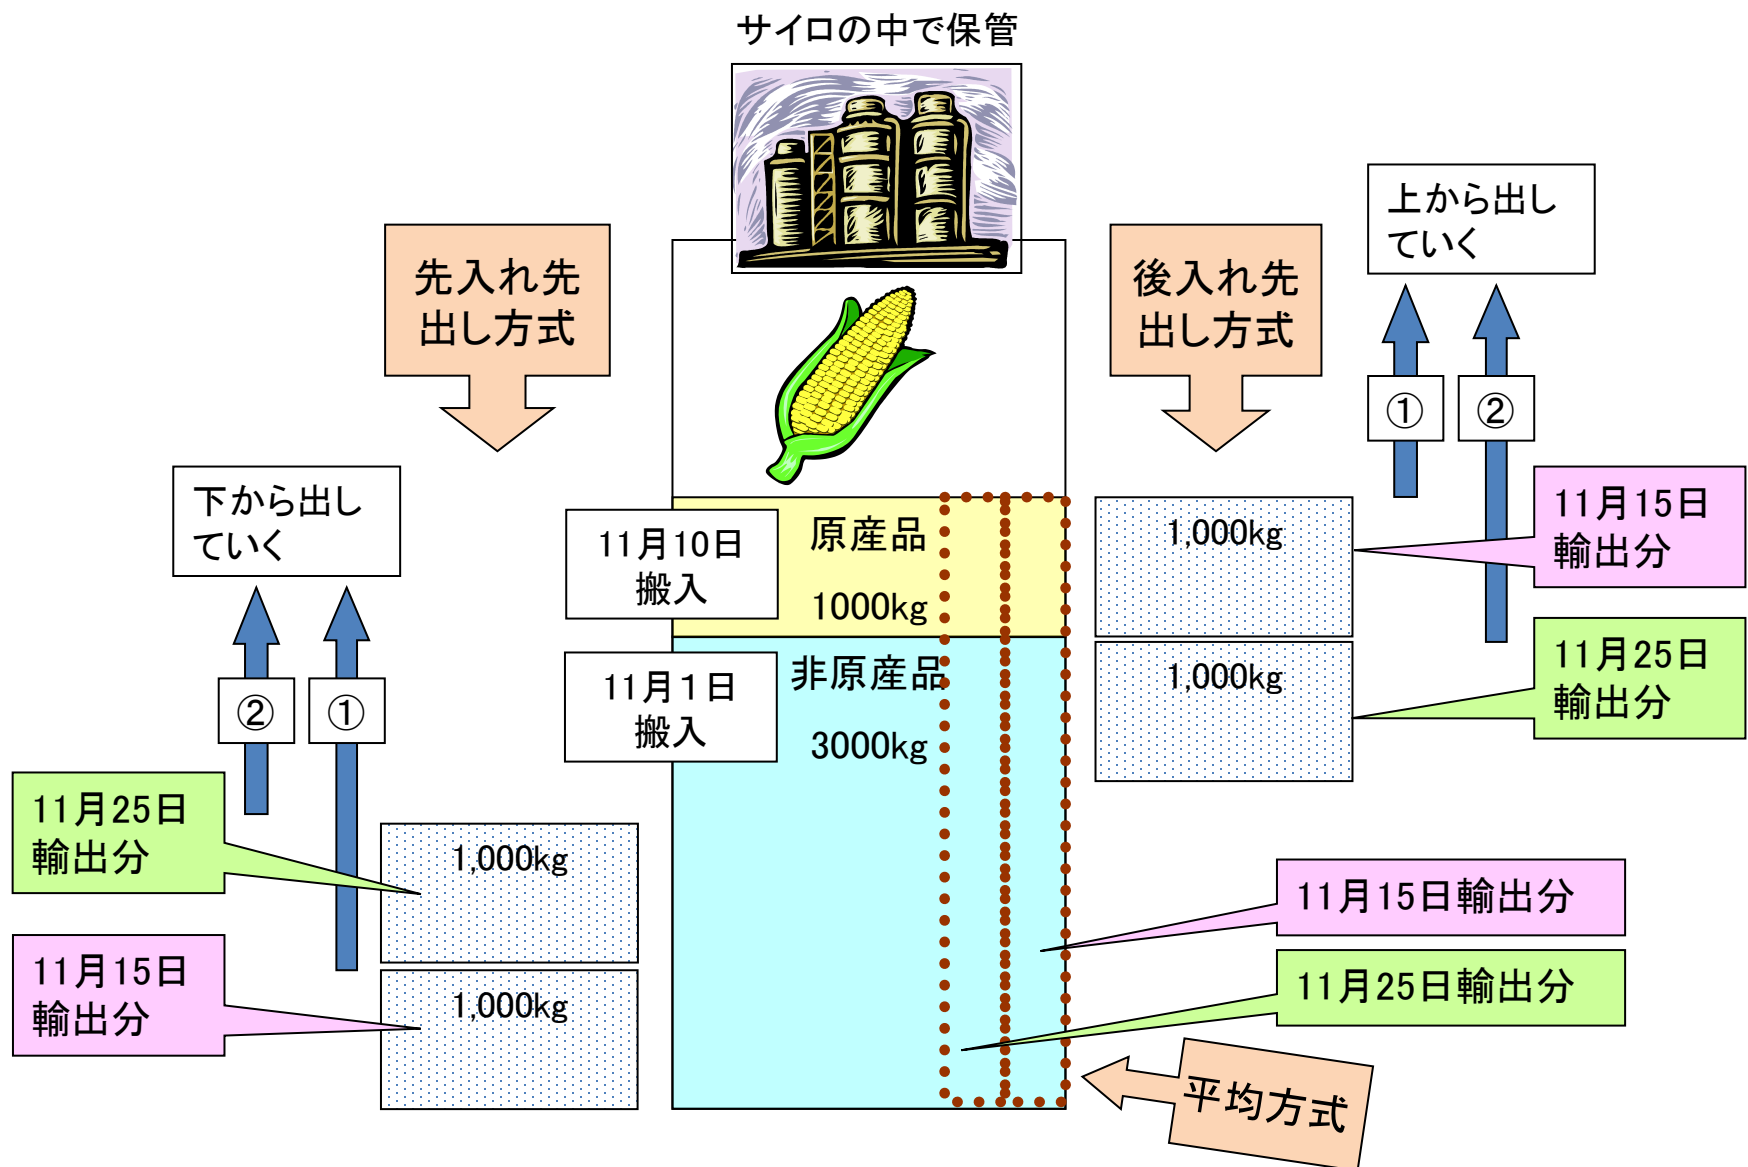 サイロの中で保管
先入れ先
出し方式
後入れ先
出し方式
上から出し
ていく
①
②
下から出し
ていく
②
①
11月10日
搬入
原産品
1000kg
11月1日
搬入
非原産品
3000kg
1,000kg
11月15日
輸出分
1,000kg
11月25日
輸出分
11月25日
輸出分
1,000kg
11月15日
輸出分
1,000kg
11月15日輸出分
11月25日輸出分
平均方式